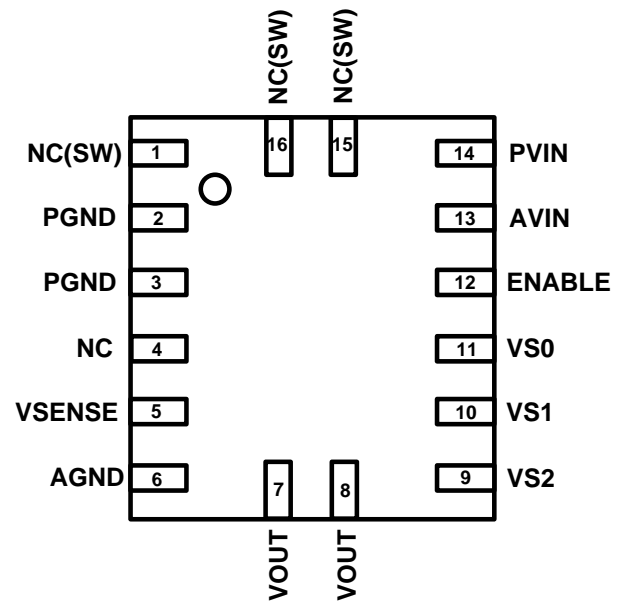 NC(SW)
NC(SW)
NC(SW)
1
16
15
14
PVIN
PGND
2
13
AVIN
PGND
3
12
ENABLE
NC
4
11
VS0
VSENSE
5
10
VS1
AGND
6
7
8
9
VS2
VOUT
VOUT